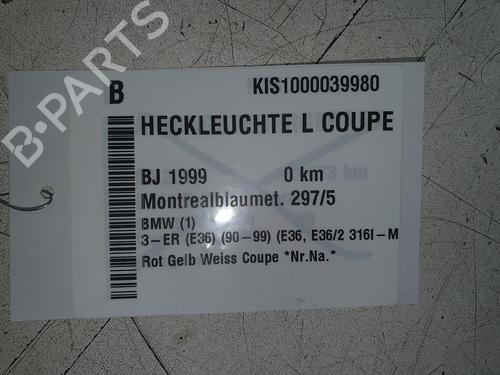 B·PARTS
B KIS1000039980
HECKLEUCHTE L COUPE
BJ 1999 0 km
Montrealblaumet. 297/5
BMW (1)
3-ER (E36) (90-99) (E36, E36/2 316I-M
Rot Gelb Weiss Coupe *Nr.Na.*